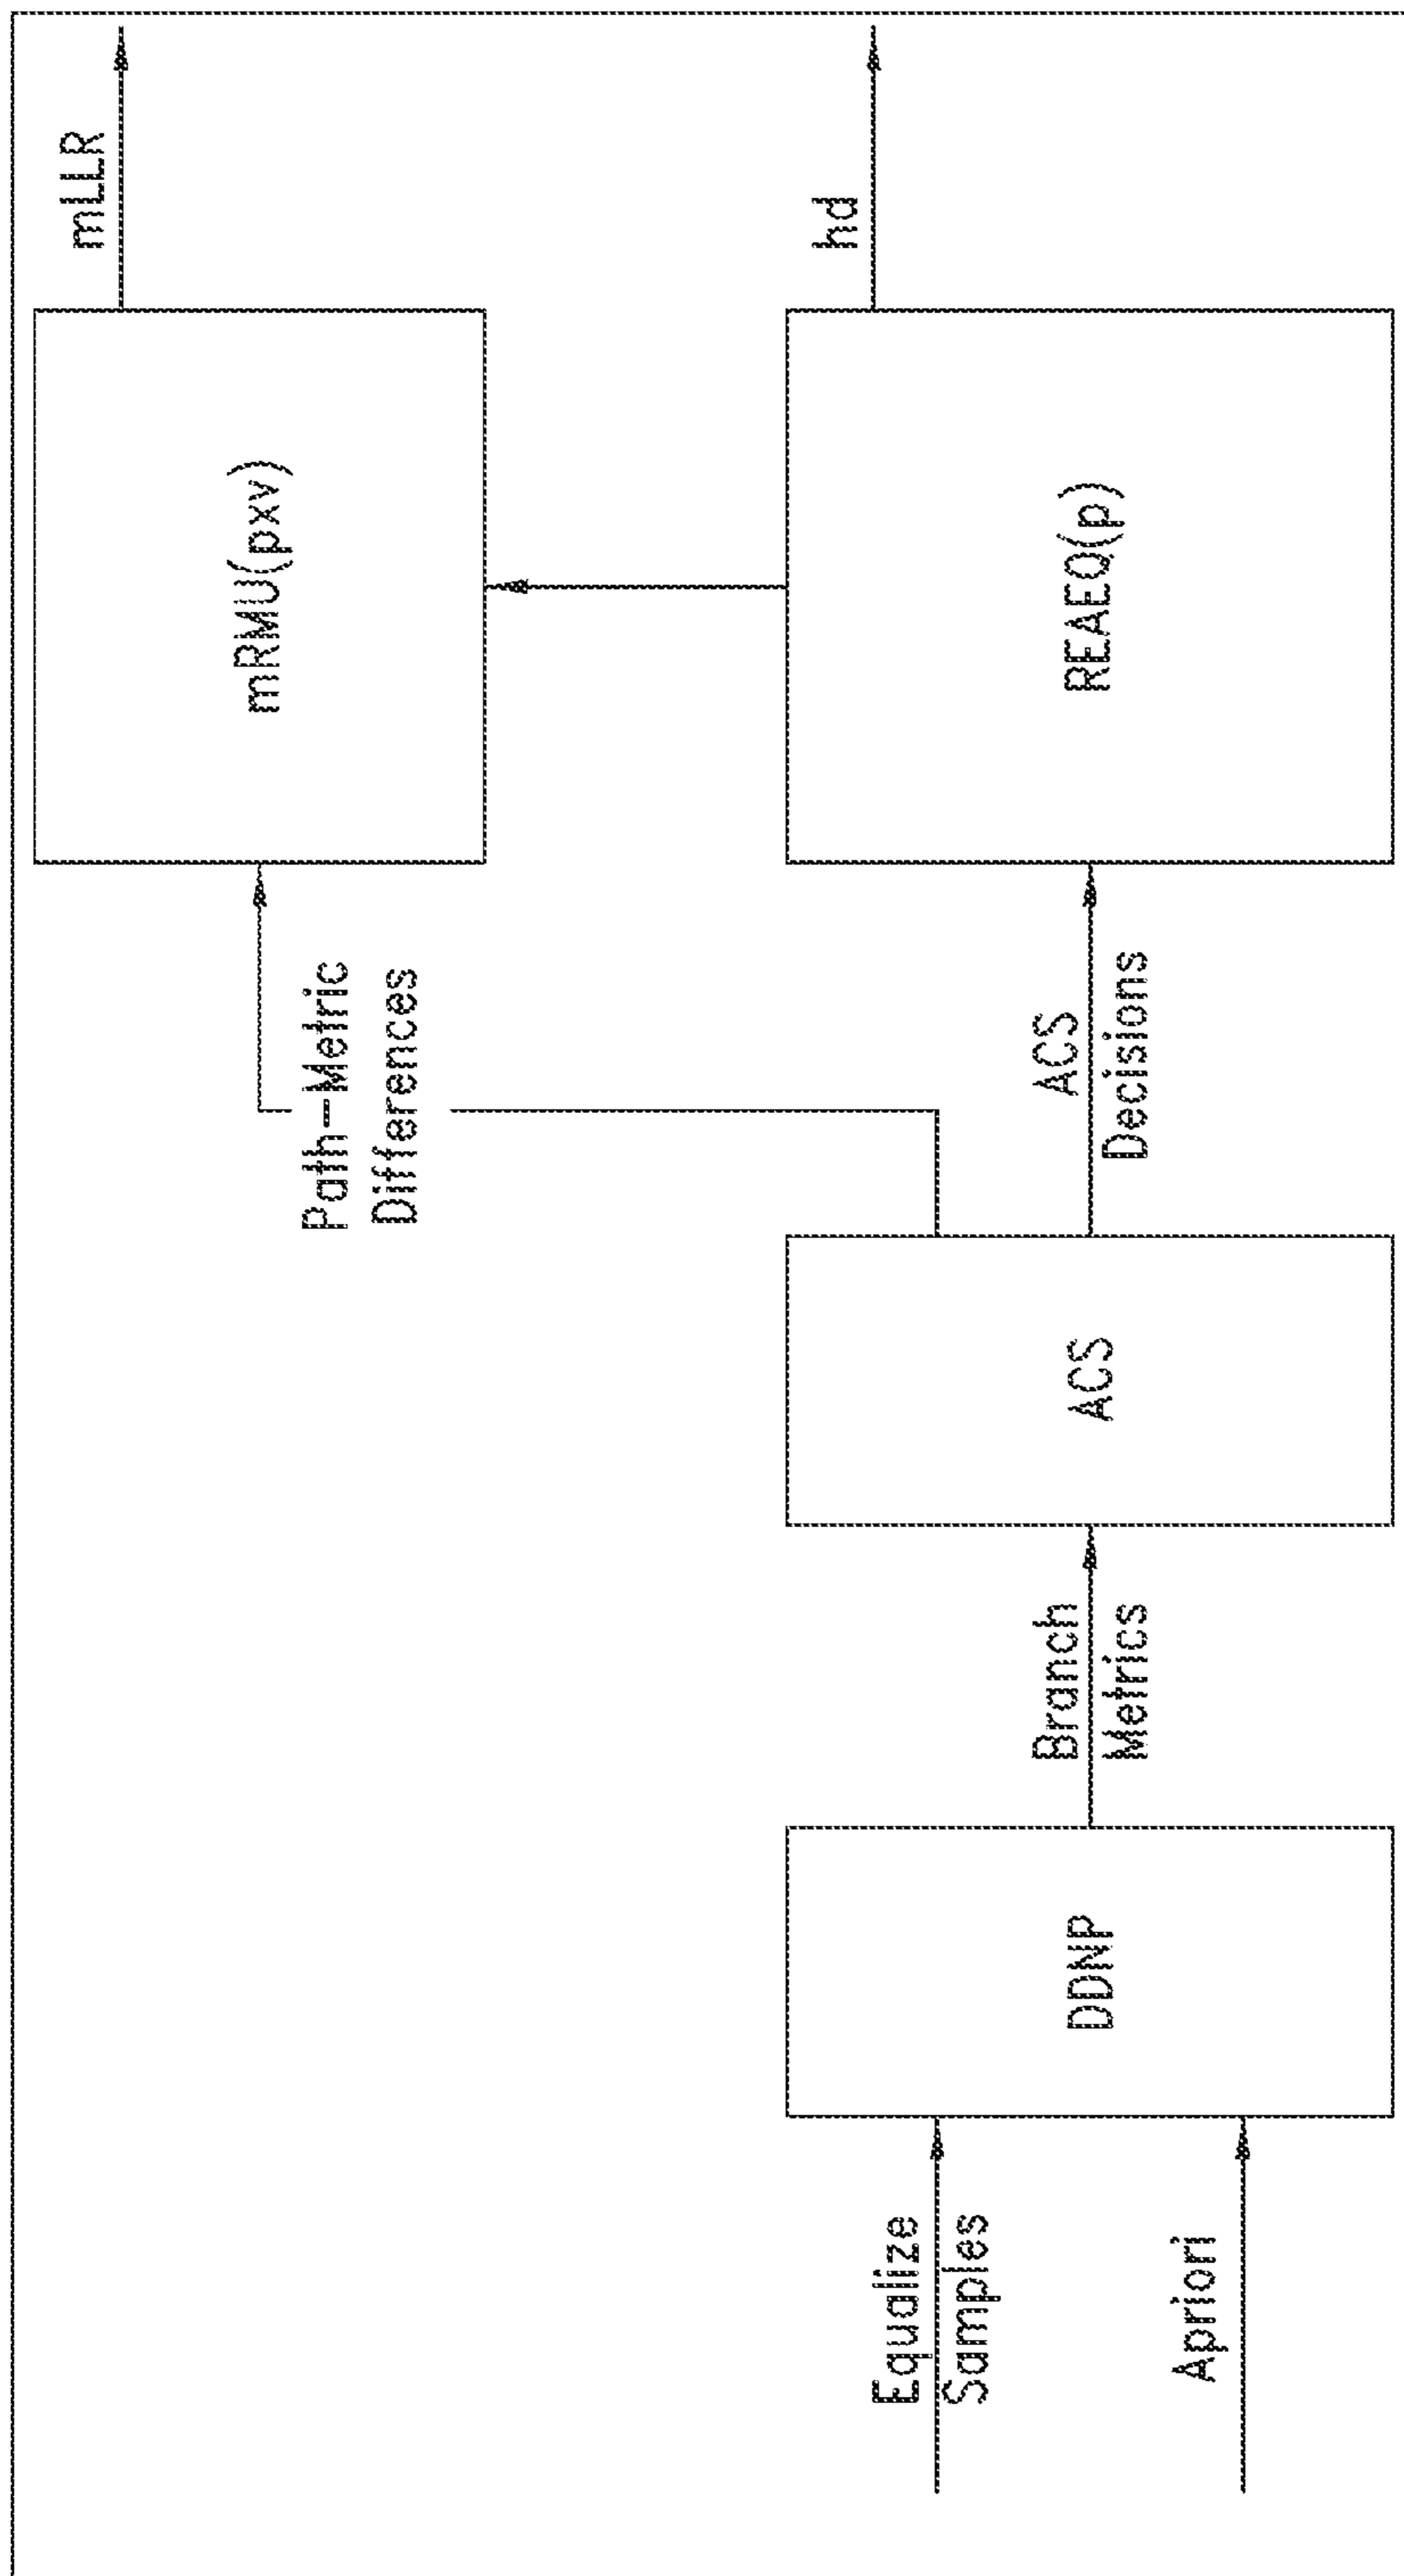 mLLR
mRMU(pxv)
Path-Metric
Differences
hd
REAEQ(p)
ACS
Decisions
ACS
Branch
Metrics
DDNP
Equalize
Samples
Apriori